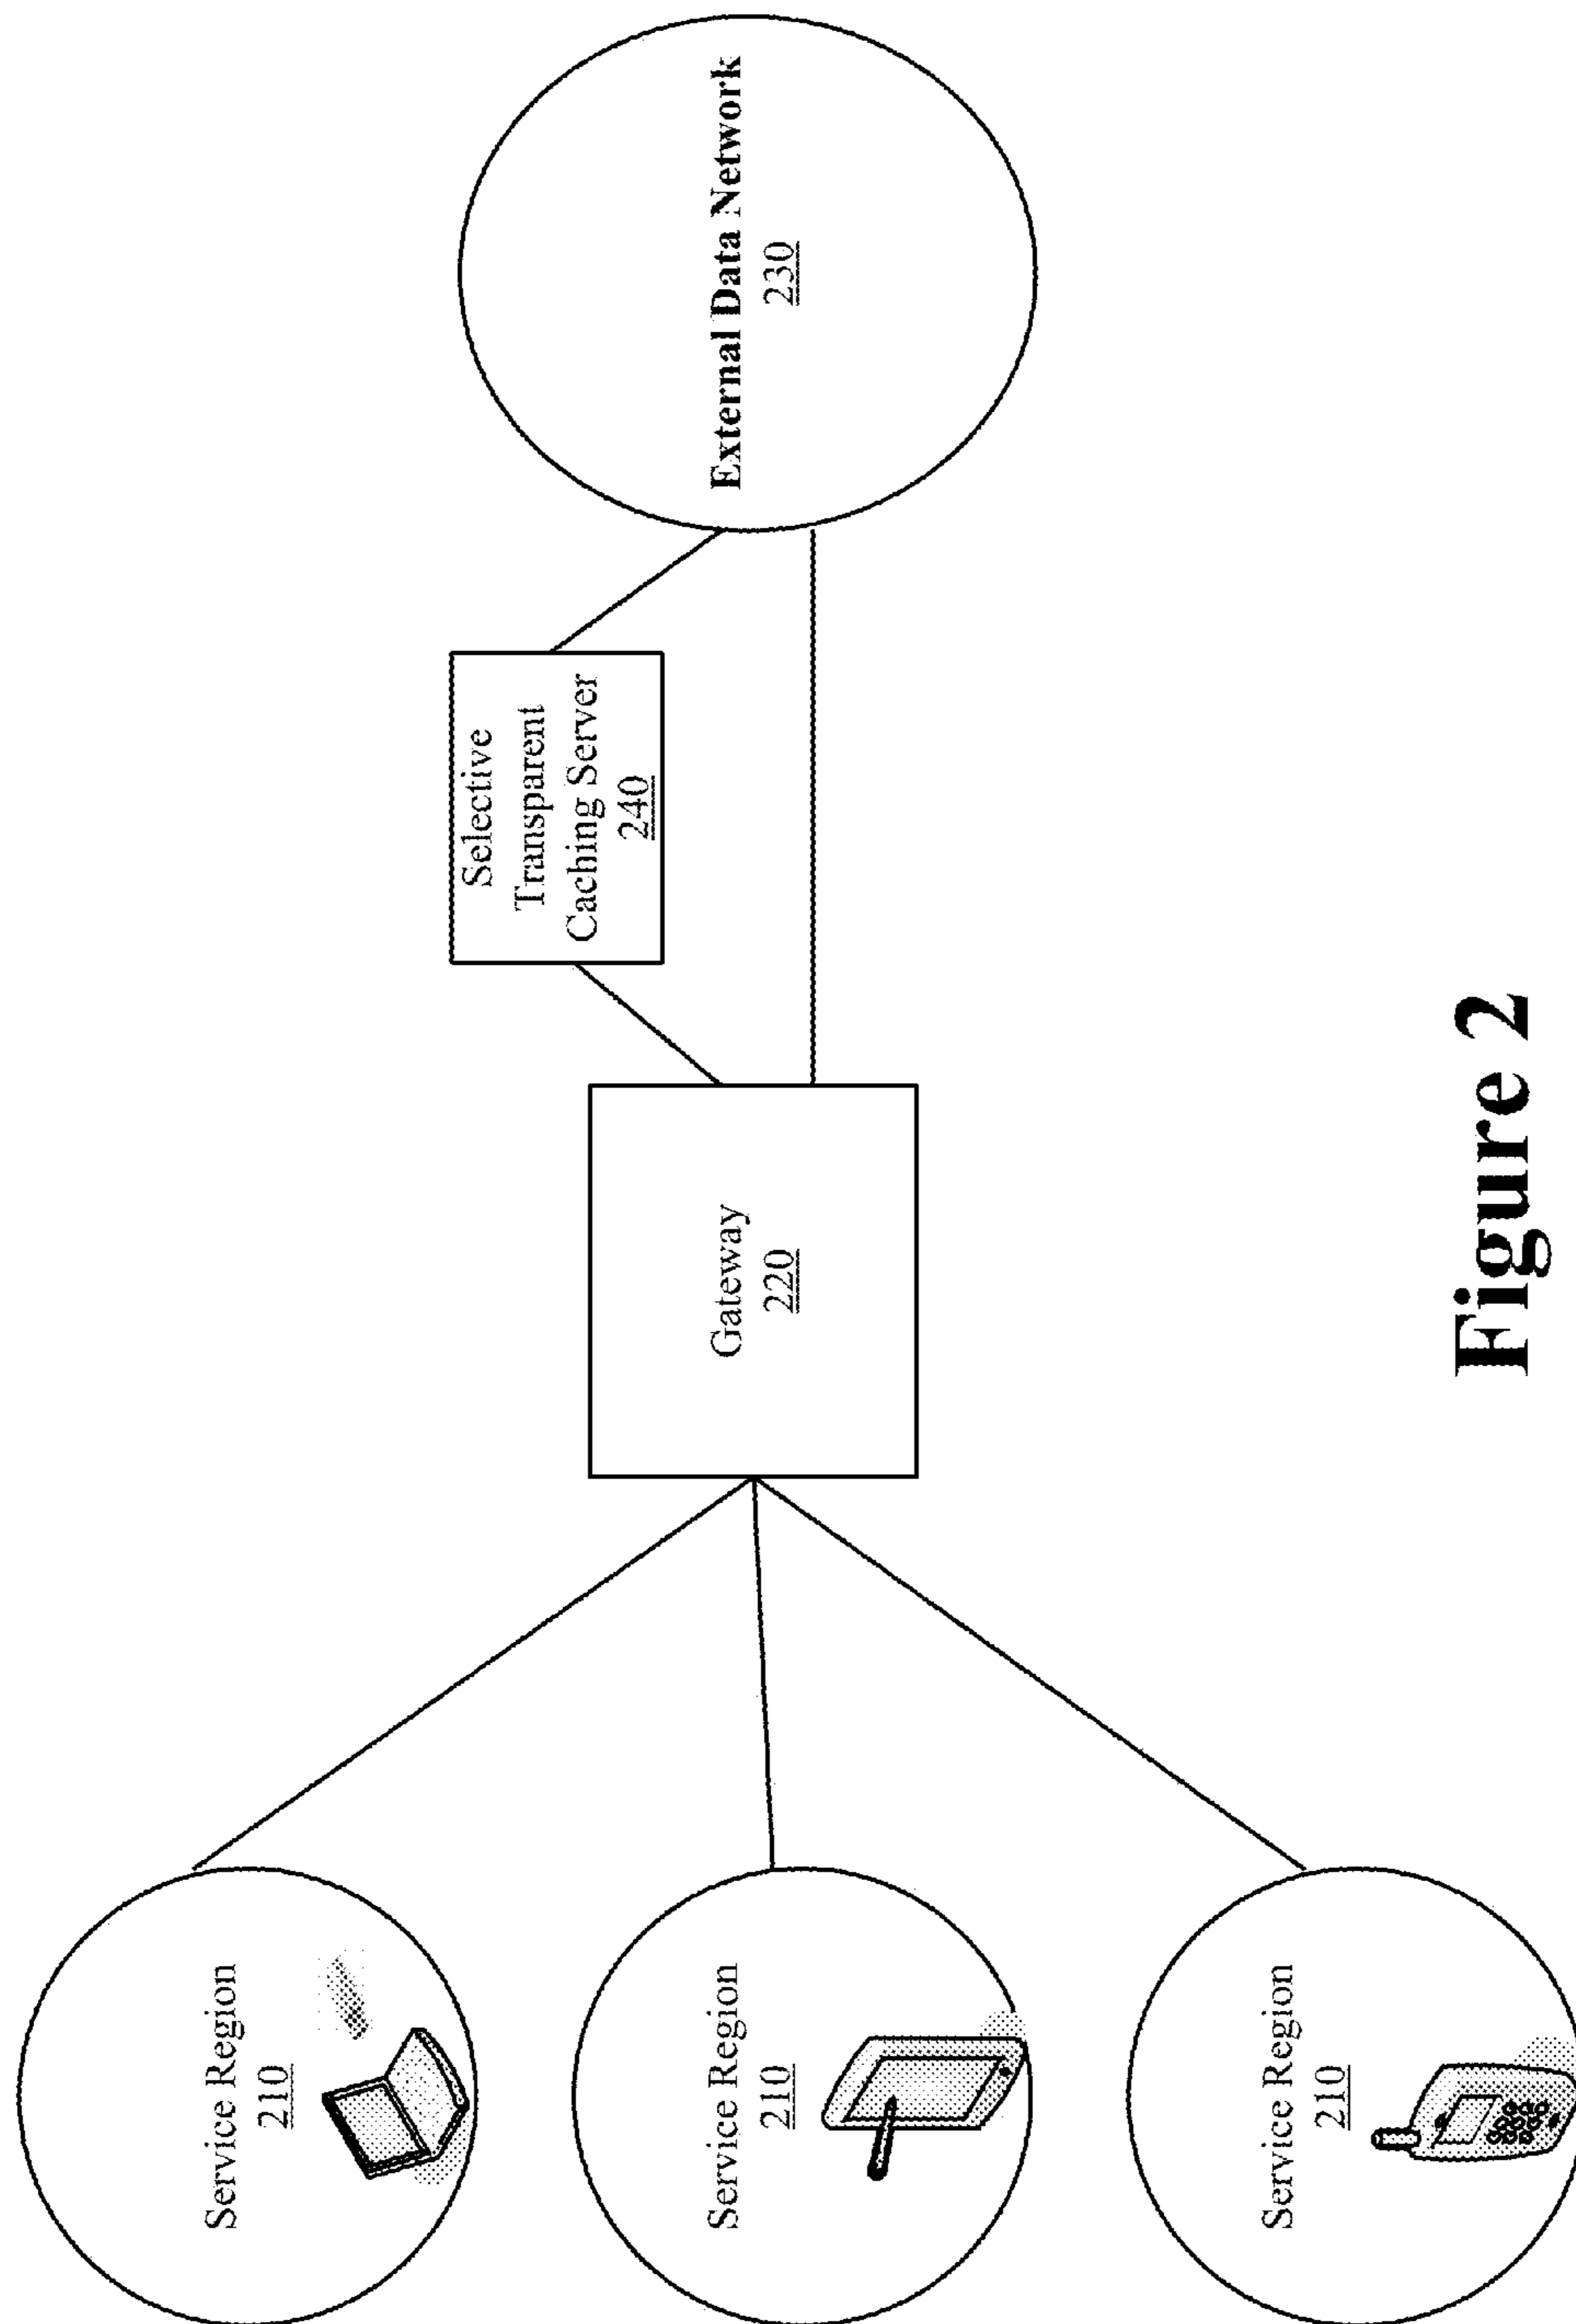 Service Region
210
Service Region
210
Service Region
210
Gateway
220
Selective
Transparent
Caching Server
240
External Data Network
230
Figure 2